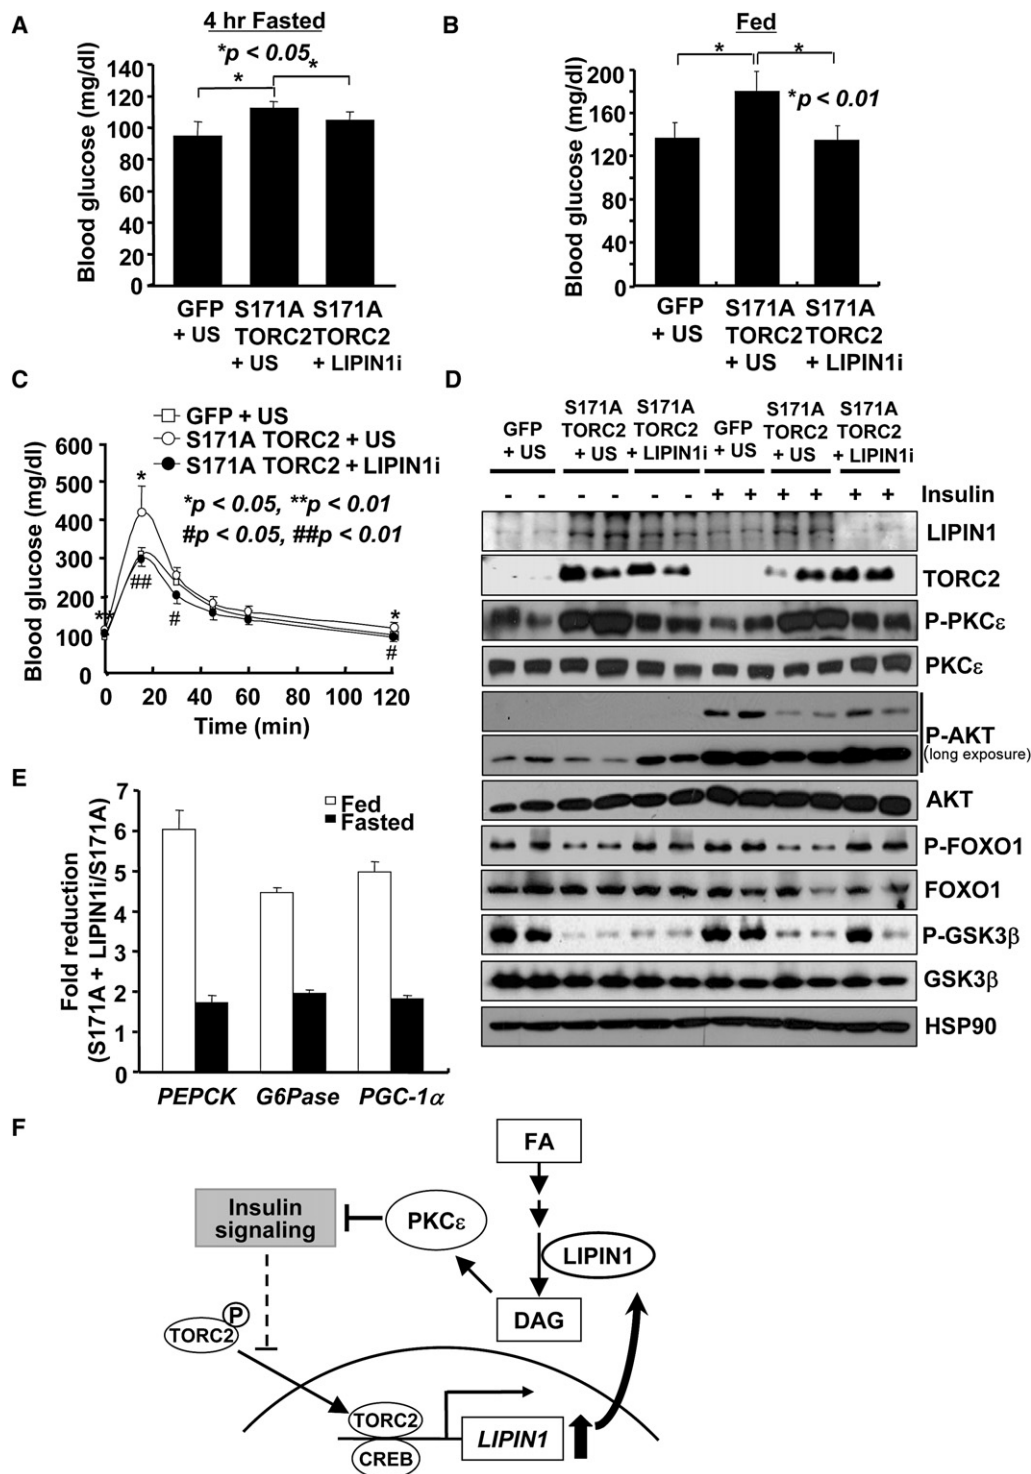 A
4 hr Fasted
*p < 0.05
* *
Blood glucose (mg/dl)
140
120
100
80
60
40
20
0
GFP + US
S171A TORC2 + US
S171A TORC2 + LIPIN1i
B
Fed
* *
*p < 0.01
Blood glucose (mg/dl)
200
160
120
80
40
0
GFP + US
S171A TORC2 + US
S171A TORC2 + LIPIN1i
C
GFP + US
S171A TORC2 + US
S171A TORC2 + LIPIN1i
*p < 0.05, **p < 0.01
#p < 0.05, ##p < 0.01
Blood glucose (mg/dl)
600
500
400
300
200
100
0
*
##
#
**
*
#
0 20 40 60 80 100 120
Time (min)
D
GFP + US
S171A TORC2 + US
S171A TORC2 + LIPIN1i
GFP + US
S171A TORC2 + US
S171A TORC2 + LIPIN1i
- - - - - - + + + + + + Insulin
LIPIN1
TORC2
P-PKCε
PKCε
P-AKT
(long exposure)
AKT
P-FOXO1
FOXO1
P-GSK3β
GSK3β
HSP90
E
Fold reduction
(S171A + LIPIN1i/S171A)
7
6
5
4
3
2
1
0
Fed
Fasted
PEPCK G6Pase PGC-1α
F
FA
Insulin signaling
PKCε
LIPIN1
DAG
P
TORC2
TORC2
CREB
LIPIN1